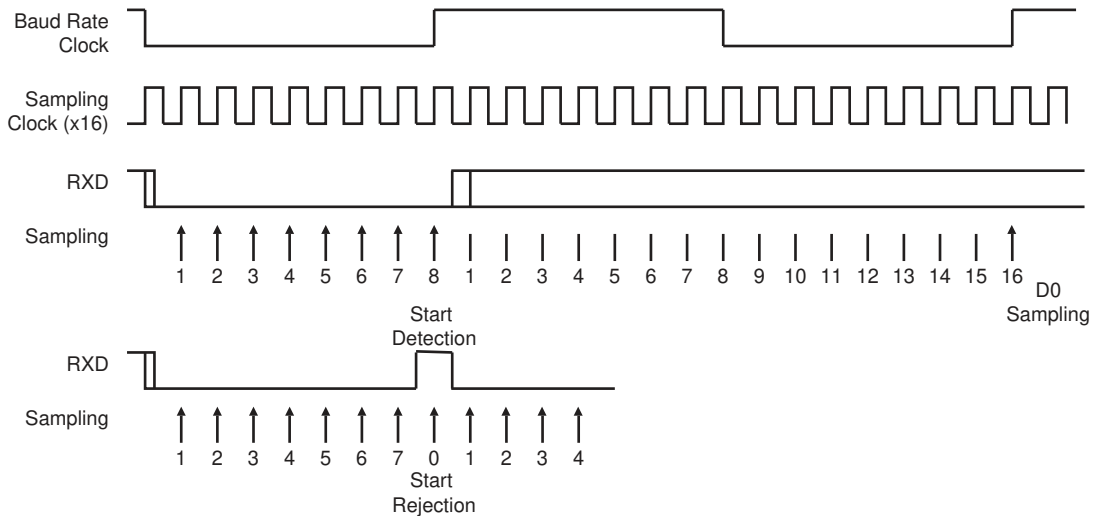 Baud Rate
Clock
Sampling
Clock (x16)
RXD
Sampling
1 2 3 4 5 6 7 8 1 2 3 4 5 6 7 8 9 10 11 12 13 14 15 16
D0
Sampling
Start
Detection
RXD
Sampling
1 2 3 4 5 6 7 0 1 2 3 4
Start
Rejection